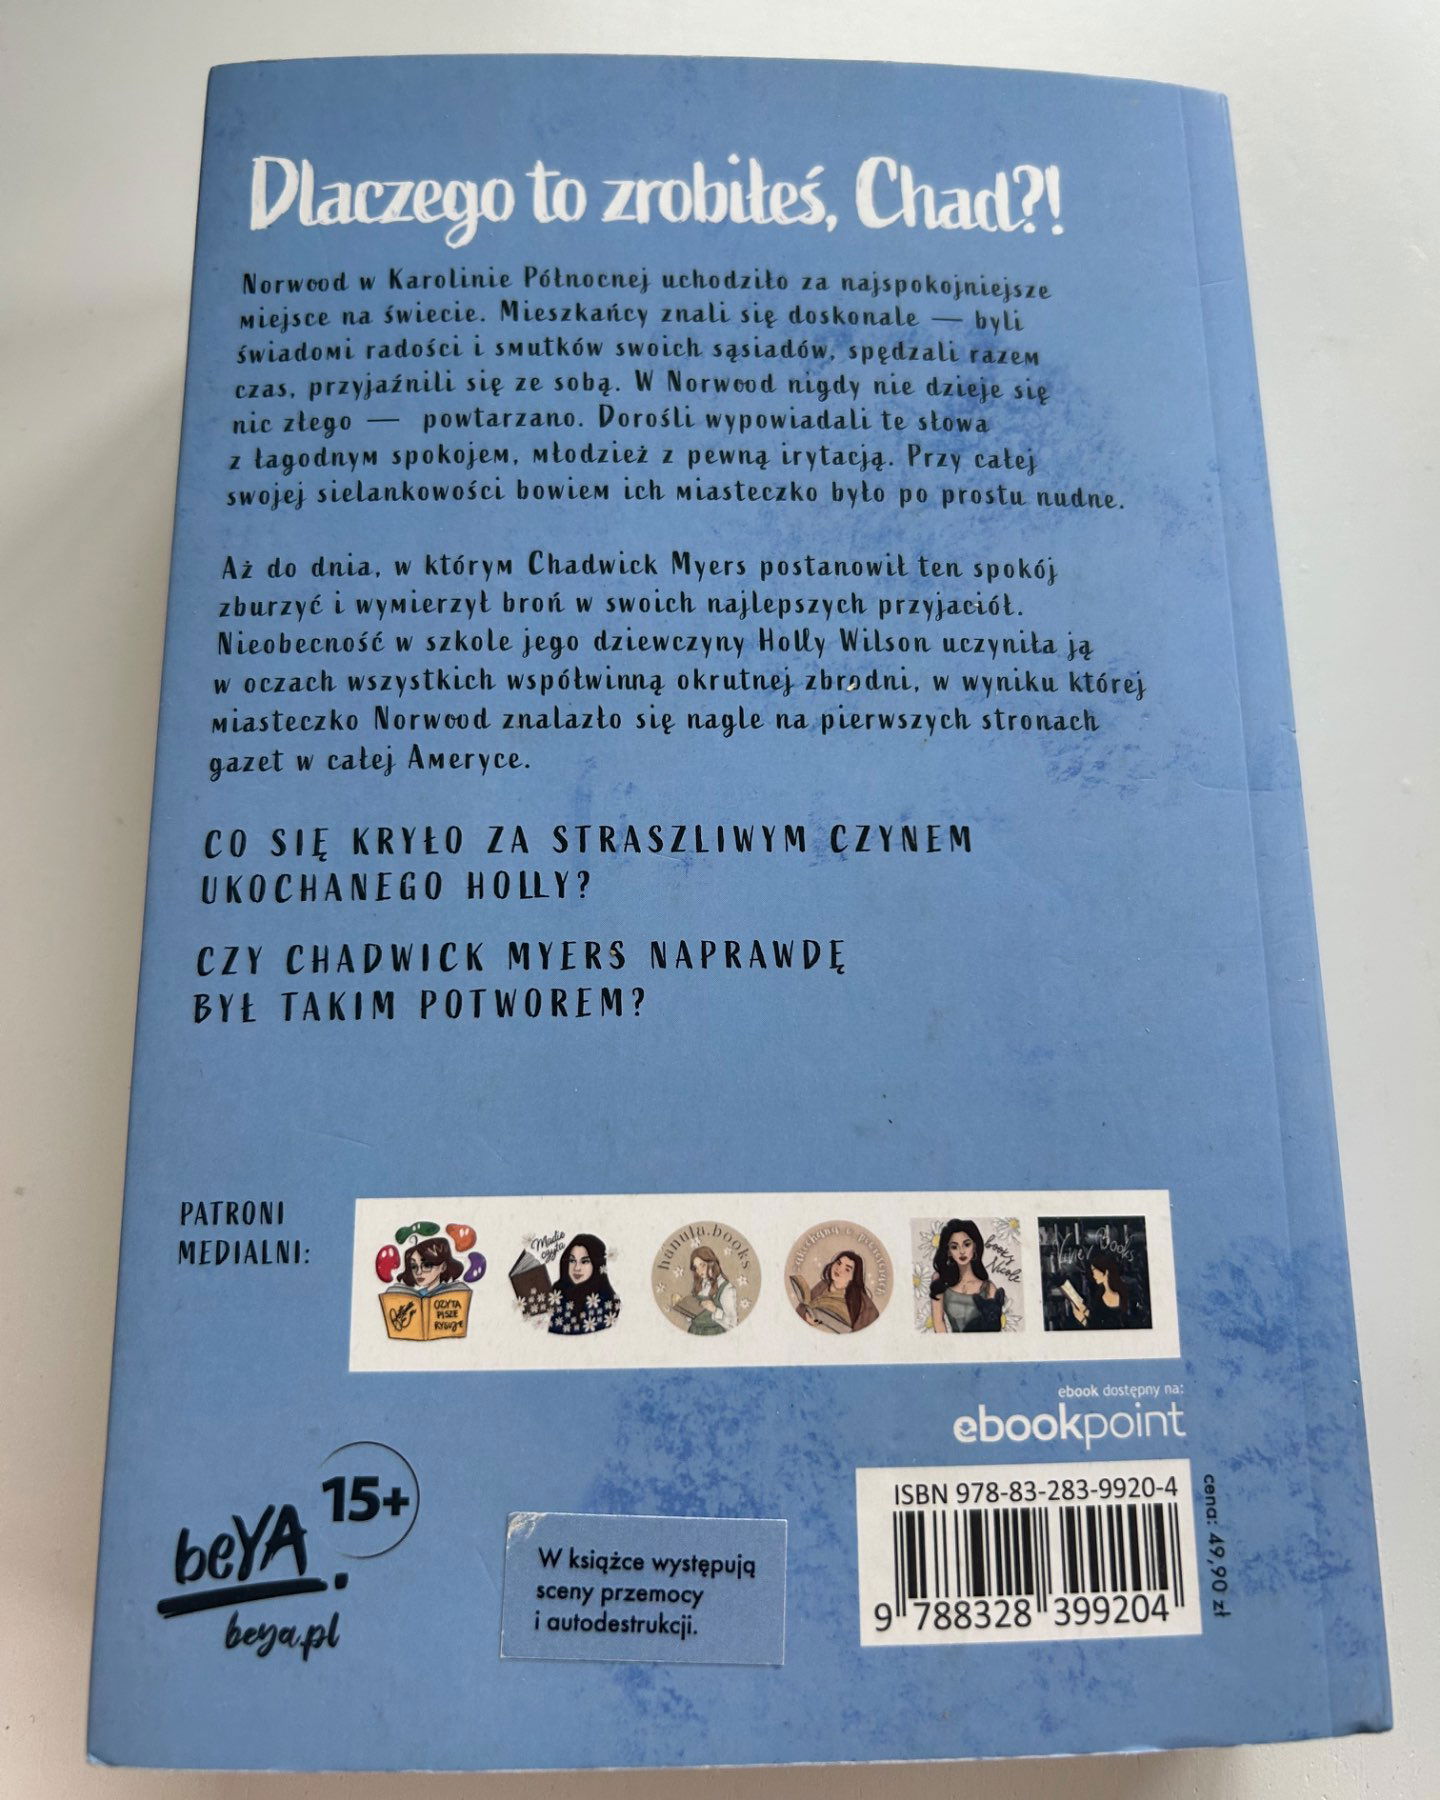 Dlaczego to zrobiłeś, Chad?!
Norwood w Karolinie Północnej uchodziło za najspokojniejsze
miejsce na świecie. Mieszkańcy znali się doskonale — byli
świadomi radości i smutków swoich sąsiadów, spędzali razem
czas, przyjaźnili się ze sobą. W Norwood nigdy nie dzieje się
nic złego — powtarzano. Dorośli wypowiadali te słowa
z łagodnym spokojem, młodzież z pewną irytacją. Przy całej
swojej sielankowości bowiem ich miasteczko było po prostu nudne.
Aż do dnia, w którym Chadwick Myers postanowił ten spokój
zburzyć i wymierzył broń w swoich najlepszych przyjaciół.
Nieobecność w szkole jego dziewczyny Holly Wilson uczyniła ją
w oczach wszystkich współwinną okrutnej zbrodni, w wyniku której
miasteczko Norwood znalazło się nagle na pierwszych stronach
gazet w całej Ameryce.
CO SIĘ KRYŁO ZA STRASZLIWYM CZYNEM
UKOCHANEGO HOLLY?
CZY CHADWICK MYERS NAPRAWDĘ
BYŁ TAKIM POTWOREM?
PATRONI
MEDIALNI:
CZYTA
PISZE
RYSUJE
Madie
czyta
hanula.books
zakochana w piosenkach
books
Nicole
Books
ebook dostępny na:
ebookpoint
ISBN 978-83-283-9920-4
9 788328 399204
cena: 49,90 zł
beYA.
15+
beya.pl
W książce występują
sceny przemocy
i autodestrukcji.